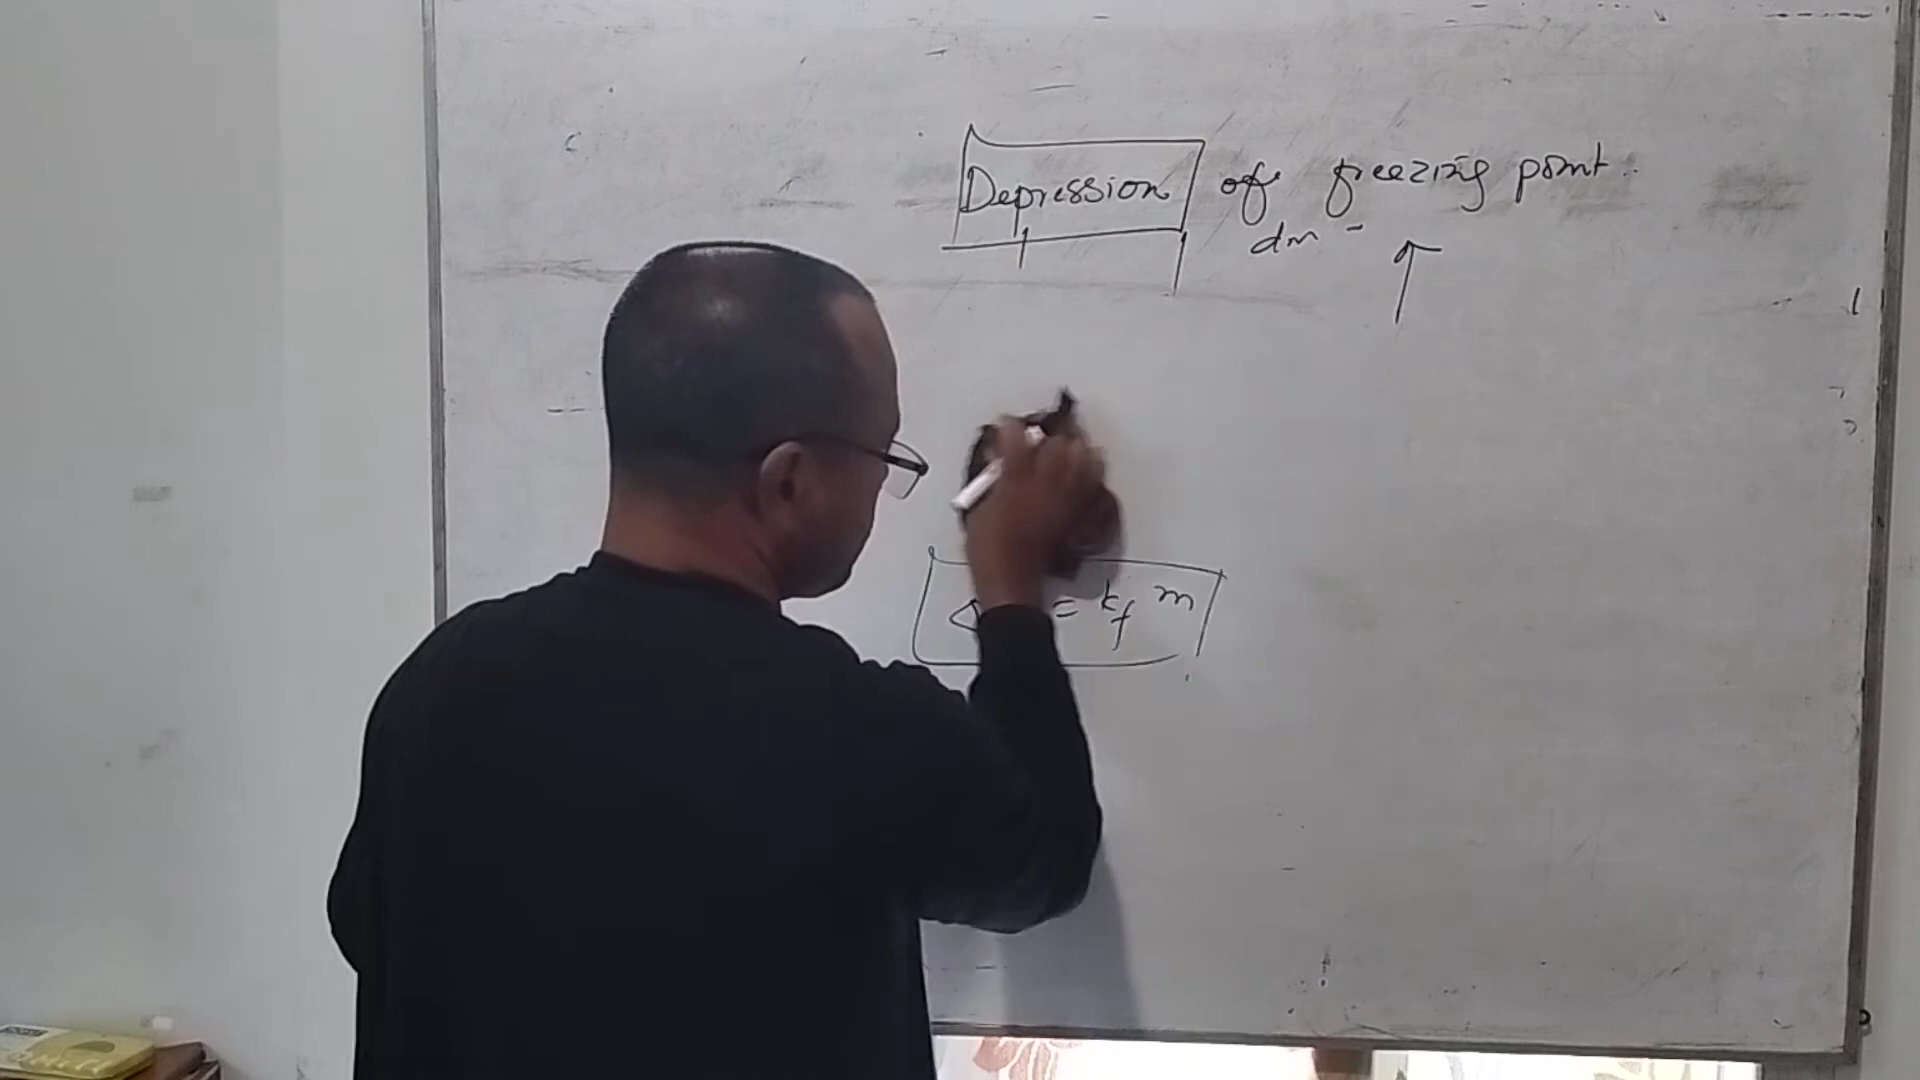 Depression of freezing point..
dm -
Δ = kf m